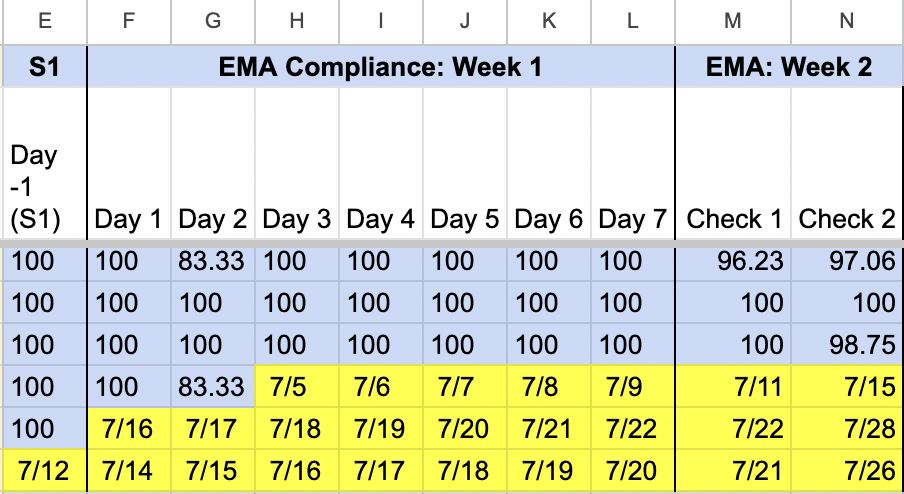 E F G H I J K L M N
S1 EMA Compliance: Week 1 EMA: Week 2
Day
-1
(S1) Day 1 Day 2 Day 3 Day 4 Day 5 Day 6 Day 7 Check 1 Check 2
100 100 83.33 100 100 100 100 100 96.23 97.06
100 100 100 100 100 100 100 100 100 100
100 100 100 100 100 100 100 100 100 98.75
100 100 83.33 7/5 7/6 7/7 7/8 7/9 7/11 7/15
100 7/16 7/17 7/18 7/19 7/20 7/21 7/22 7/22 7/28
7/12 7/14 7/15 7/16 7/17 7/18 7/19 7/20 7/21 7/26